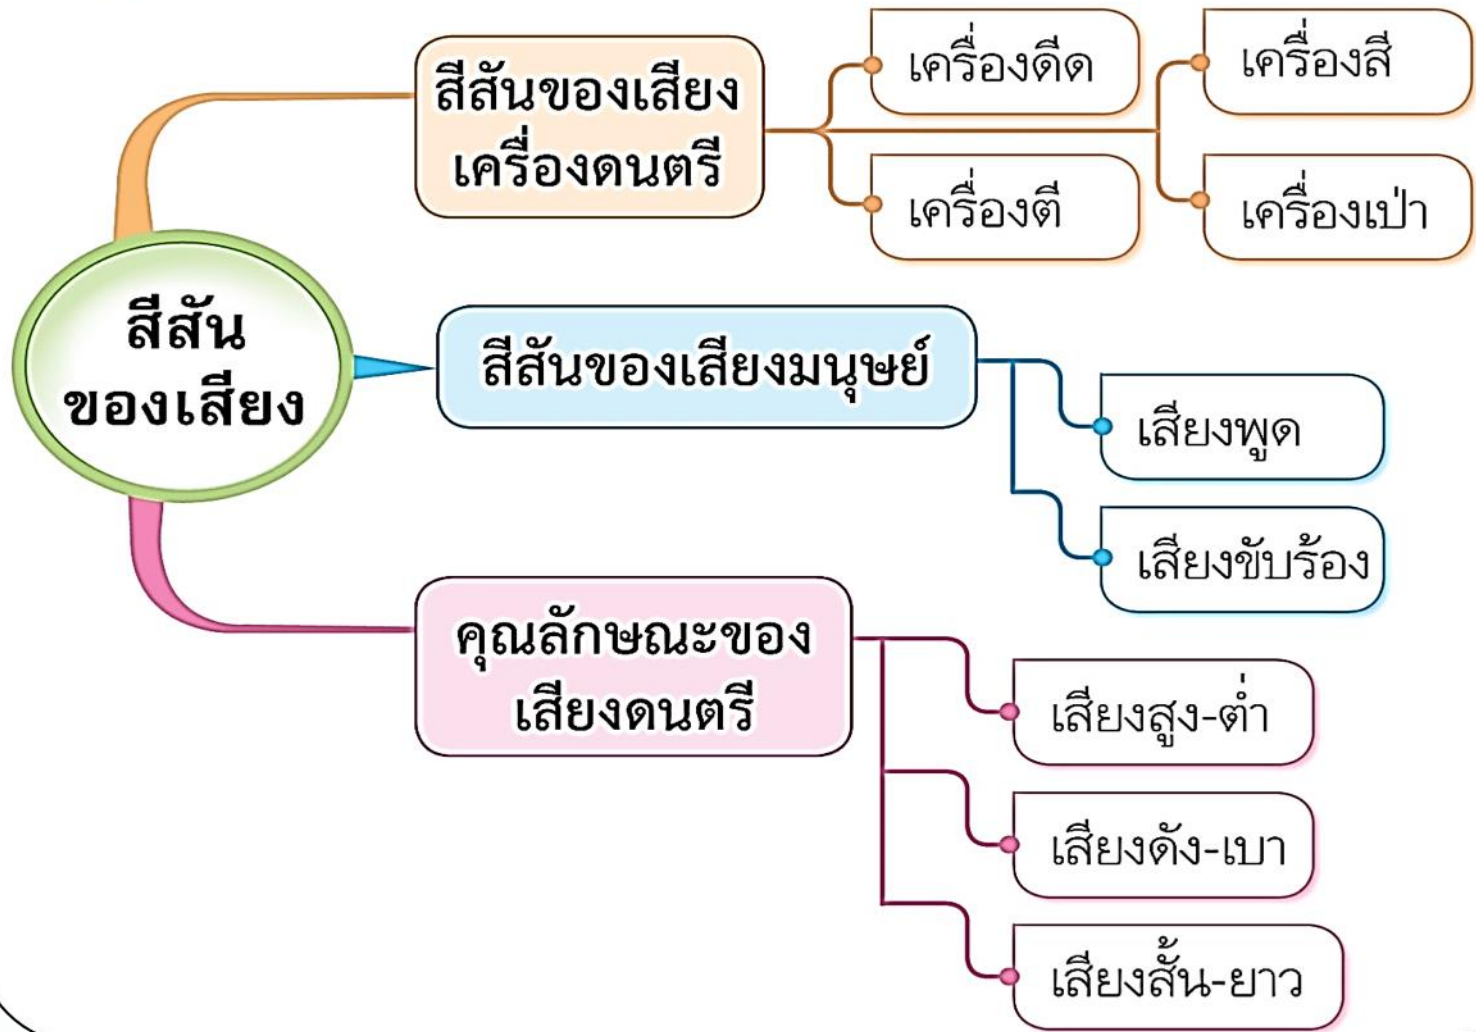 สีสัน
ของเสียง
สีสันของเสียง
เครื่องดนตรี
เครื่องดีด
เครื่องสี
เครื่องตี
เครื่องเป่า
สีสันของเสียงมนุษย์
เสียงพูด
เสียงขับร้อง
คุณลักษณะของ
เสียงดนตรี
เสียงสูง-ต่ำ
เสียงดัง-เบา
เสียงสั้น-ยาว